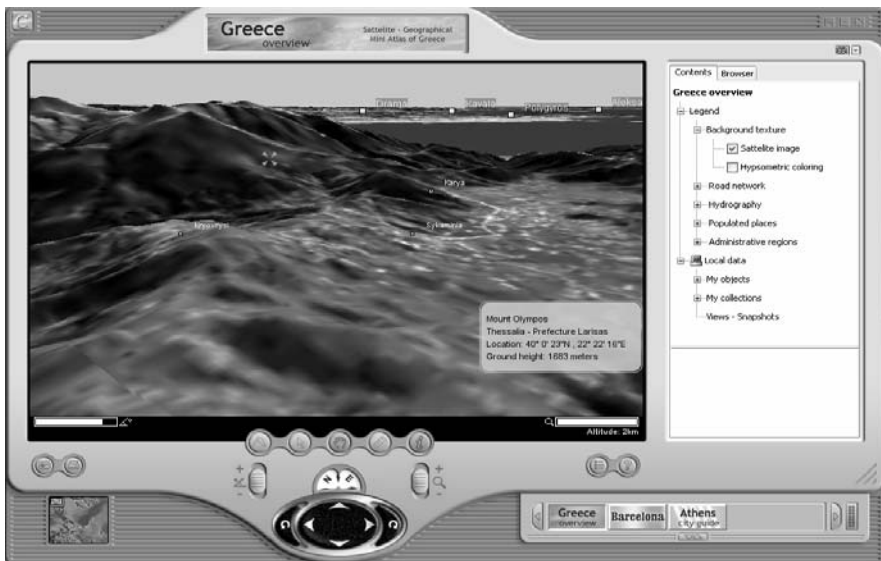 Greece
overview
Sattelite - Geographical
MINI Atlas of Greece
Drama
Kavala
Polygyros
Karya
Sykaminia
Contents
Browser
Greece overview
Legend
Background texture
Sattelite image
Hypsometric coloring
Road network
Hydrography
Populated places
Administrative regions
Local data
My objects
My collections
Views - Snapshots
Mount Olympos
Thessalia - Prefecture Larisas
Location: 40° 0' 23"N , 22° 22' 16"E
Ground height: 1683 meters
Altitude: 2km
N E
Greece
overview
Barcelona
Athens
city guide